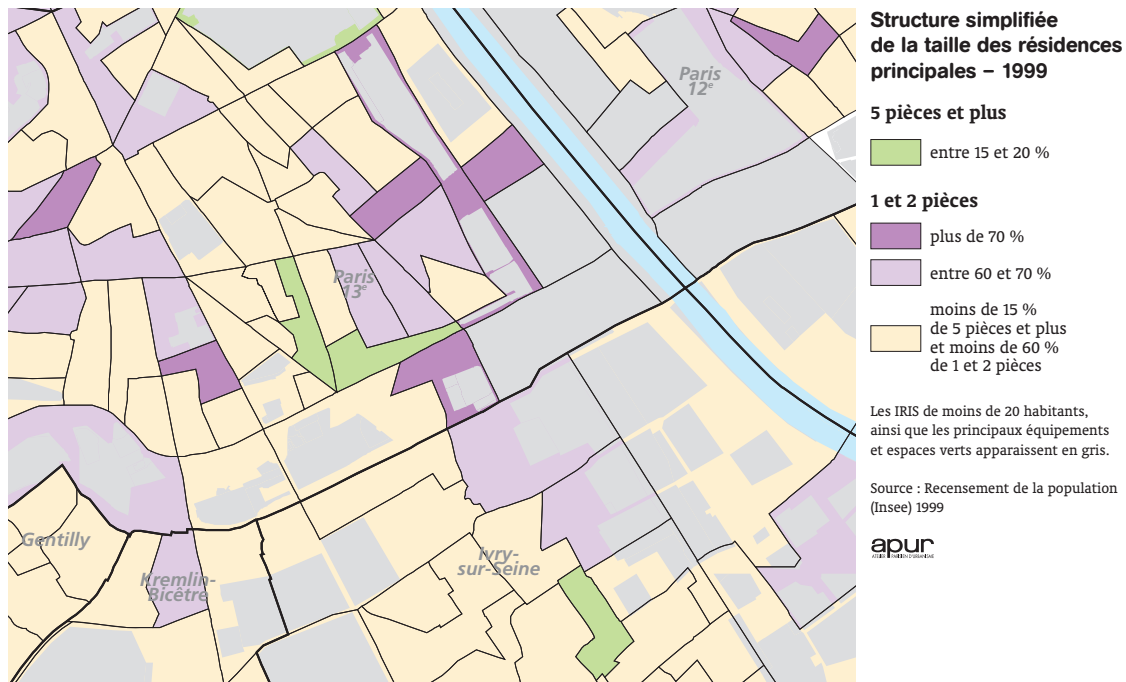 Structure simplifiée
de la taille des résidences
principales – 1999
5 pièces et plus
entre 15 et 20 %
1 et 2 pièces
plus de 70 %
entre 60 et 70 %
moins de 15 %
de 5 pièces et plus
et moins de 60 %
de 1 et 2 pièces
Les IRIS de moins de 20 habitants,
ainsi que les principaux équipements
et espaces verts apparaissent en gris.
Source : Recensement de la population
(Insee) 1999
apur
ATELIER PARISIEN D'URBANISME
Paris
12e
Paris
13e
Gentilly
Kremlin-
Bicêtre
Ivry-
sur-Seine